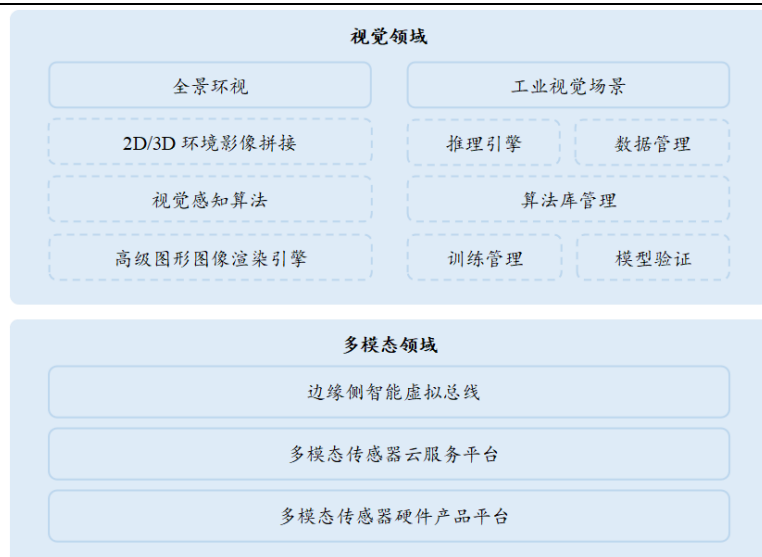 视觉领域
全景环视
工业视觉场景
2D/3D 环境影像拼接
推理引擎
数据管理
视觉感知算法
算法库管理
高级图形图像渲染引擎
训练管理
模型验证
多模态领域
边缘侧智能虚拟总线
多模态传感器云服务平台
多模态传感器硬件产品平台